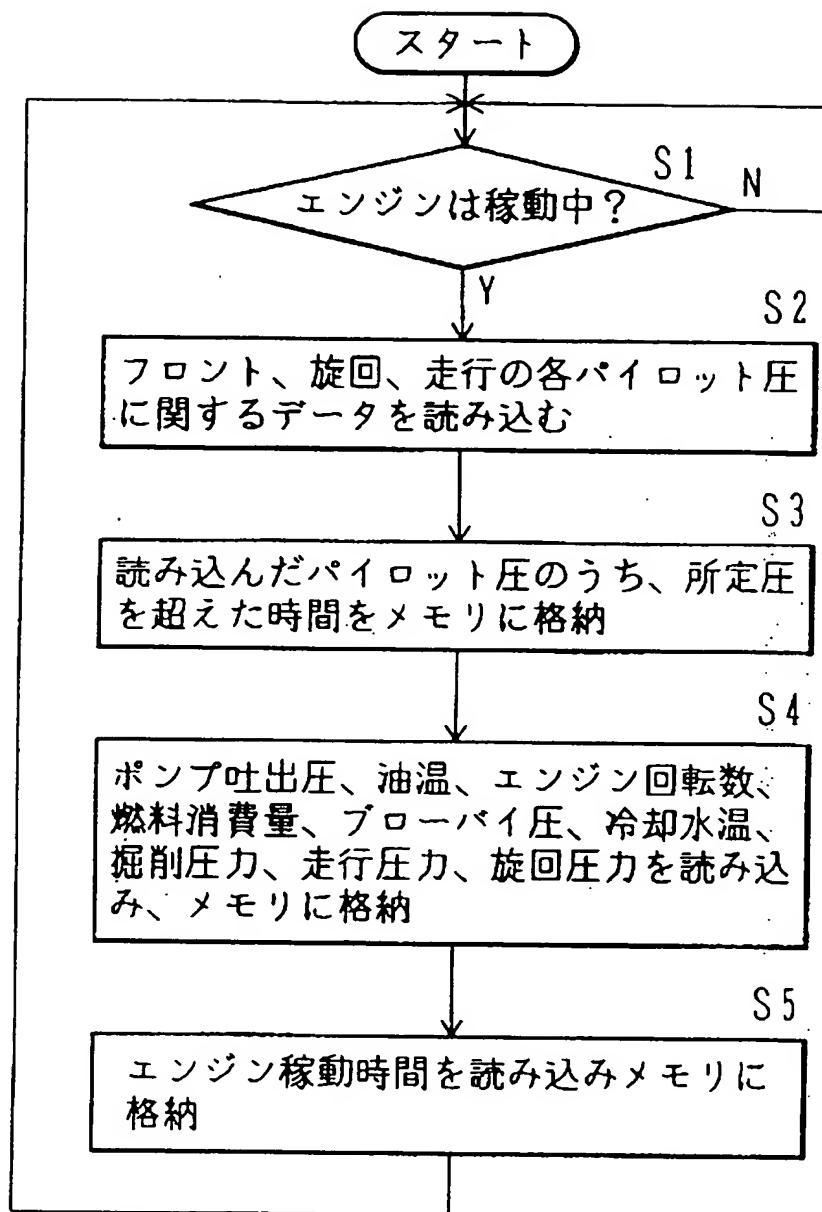 スタート
S1
エンジンは稼動中？
N
Y
S2
フロント、旋回、走行の各パイロット圧
に関するデータを読み込む
S3
読み込んだパイロット圧のうち、所定圧
を超えた時間をメモリに格納
S4
ポンプ吐出圧、油温、エンジン回転数、
燃料消費量、ブローバイ圧、冷却水温、
掘削圧力、走行圧力、旋回圧力を読み込
み、メモリに格納
S5
エンジン稼動時間を読み込みメモリに
格納